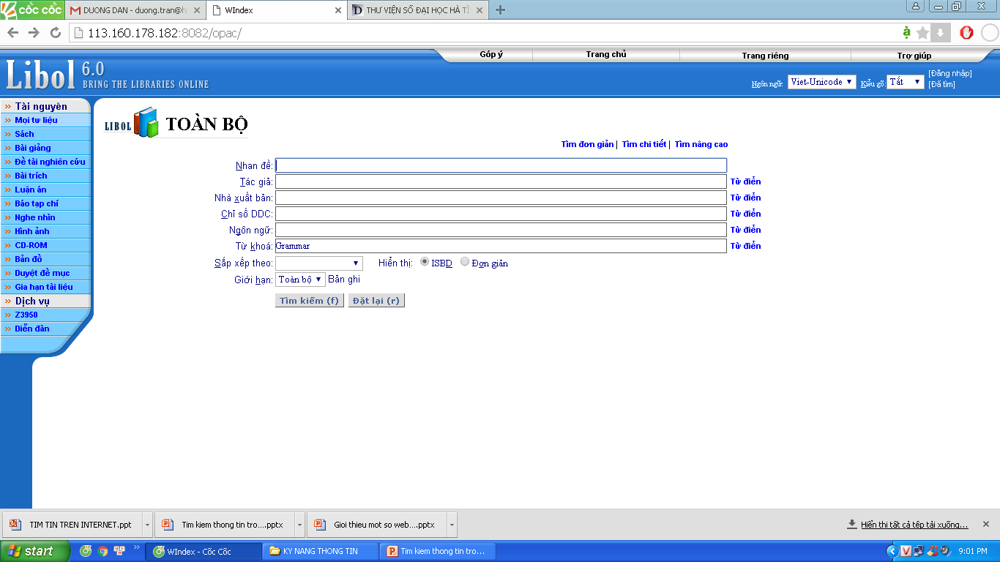 CỐC CỐC
DUONG DAN - duong.tran@h
WIndex
THƯ VIỆN SỐ ĐẠI HỌC HÀ TĨ
113.160.178.182:8082/opac/
Góp ý
Trang chủ
Trang riêng
Trợ giúp
Libol 6.0
BRING THE LIBRARIES ONLINE
Ngôn ngữ: Viet-Unicode Kiểu gõ: Tắt
[Đăng nhập]
[Đã tìm]
Tài nguyên
Mọi tư liệu
Sách
Bài giảng
Đề tài nghiên cứu
Bài trích
Luận án
Báo tạp chí
Nghe nhìn
Hình ảnh
CD-ROM
Bản đồ
Duyệt đề mục
Gia hạn tài liệu
Dịch vụ
Z3950
Diễn đàn
LIBOL TOÀN BỘ
Tìm đơn giản | Tìm chi tiết | Tìm nâng cao
Nhan đề:
Tác giả: Từ điển
Nhà xuất bản: Từ điển
Chỉ số DDC: Từ điển
Ngôn ngữ: Từ điển
Từ khoá: Grammar Từ điển
Sắp xếp theo: Hiển thị: ISBD Đơn giản
Giới hạn: Toàn bộ Bản ghi
Tìm kiếm (f) Đặt lại (r)
TIM TIN TREN INTERNET.ppt
Tim kiem thong tin tro....pptx
Gioi thieu mot so web....pptx
Hiển thị tất cả tệp tải xuống...
start
WIndex - Cốc Cốc
KY NANG THONG TIN
Tim kiem thong tin tro...
9:01 PM